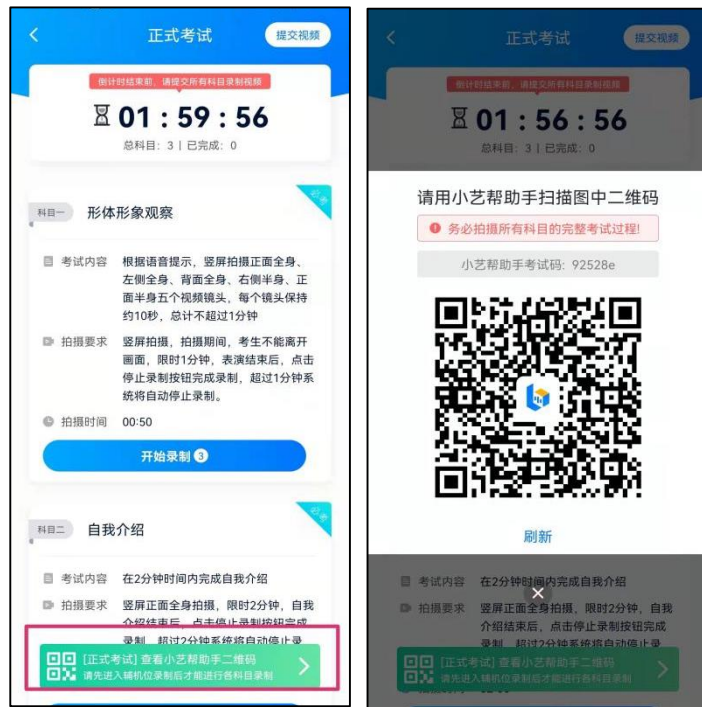 正式考试
提交视频
倒计时结束前，请提交所有科目录制视频
01：59：56
总科目：3 | 已完成：0
必考
科目一
形体形象观察
考试内容
根据语音提示，竖屏拍摄正面全身、
左侧全身、背面全身、右侧半身、正
面半身五个视频镜头，每个镜头保持
约10秒，总计不超过1分钟
拍摄要求
竖屏拍摄，拍摄期间，考生不能离开
画面，限时1分钟，表演结束后，点击
停止录制按钮完成录制，超过1分钟系
统将自动停止录制。
拍摄时间
00:50
开始录制 3
必考
科目二
自我介绍
考试内容
在2分钟时间内完成自我介绍
拍摄要求
竖屏正面全身拍摄，限时2分钟，自我
介绍结束后，点击停止录制按钮完成
录制，超过2分钟系统将自动停止录
[正式考试] 查看小艺帮助手二维码
请先进入辅机位录制后才能进行各科目录制
正式考试
提交视频
倒计时结束前，请提交所有科目录制视频
01：56：56
总科目：3 | 已完成：0
请用小艺帮助手扫描图中二维码
务必拍摄所有科目的完整考试过程!
小艺帮助手考试码：92528e
刷新
考试内容
在2分钟时间内完成自我介绍
拍摄要求
竖屏正面全身拍摄，限时2分钟，自我
介绍结束后，点击停止录制按钮完成
录制，超过2分钟系统将自动停止录
[正式考试] 查看小艺帮助手二维码
请先进入辅机位录制后才能进行各科目录制